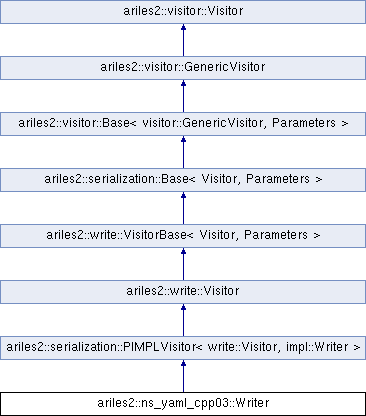 ariles2::visitor::Visitor
ariles2::visitor::GenericVisitor
ariles2::visitor::Base< visitor::GenericVisitor, Parameters >
ariles2::serialization::Base< Visitor, Parameters >
ariles2::write::VisitorBase< Visitor, Parameters >
ariles2::write::Visitor
ariles2::serialization::PIMPLVisitor< write::Visitor, impl::Writer >
ariles2::ns_yaml_cpp03::Writer